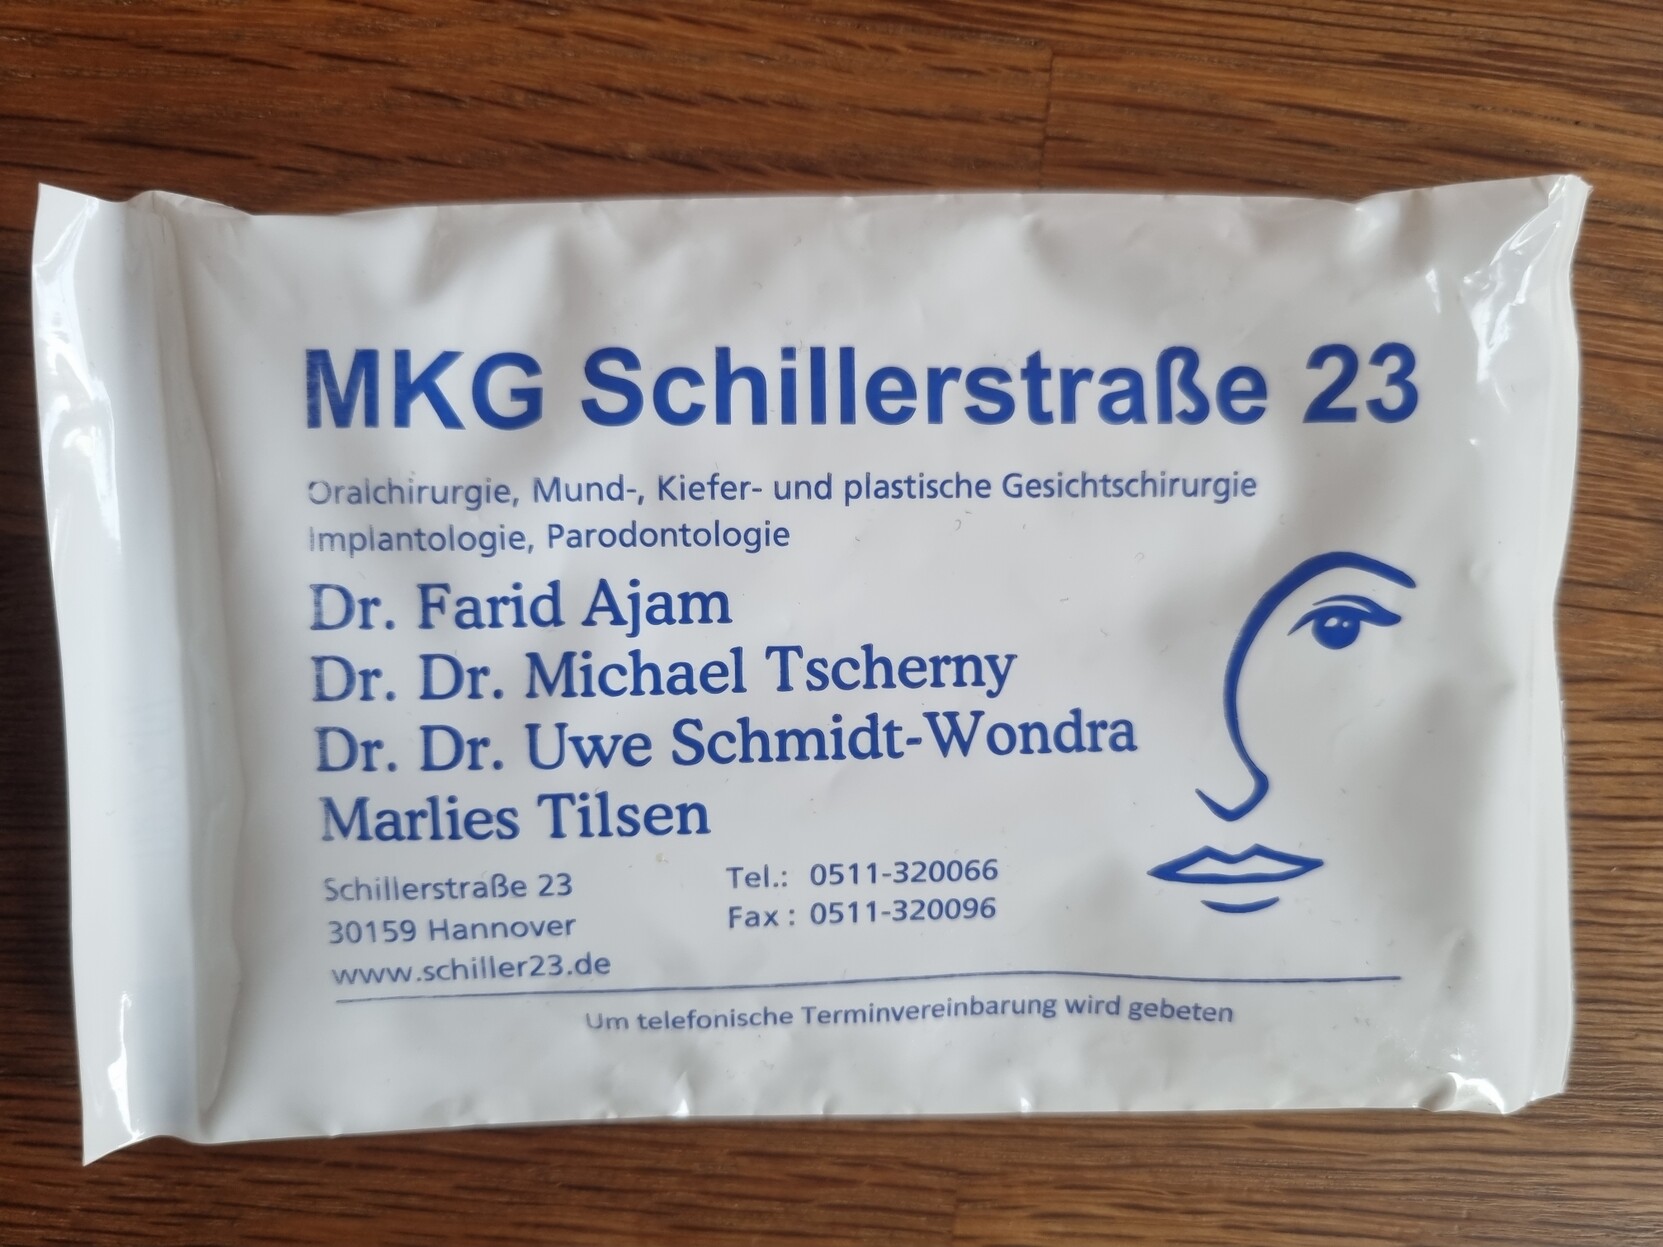 MKG Schillerstraße 23
Oralchirurgie, Mund-, Kiefer- und plastische Gesichtschirurgie
Implantologie, Parodontologie
Dr. Farid Ajam
Dr. Dr. Michael Tscherny
Dr. Dr. Uwe Schmidt-Wondra
Marlies Tilsen
Schillerstraße 23
30159 Hannover
www.schiller23.de
Tel.: 0511-320066
Fax : 0511-320096
Um telefonische Terminvereinbarung wird gebeten